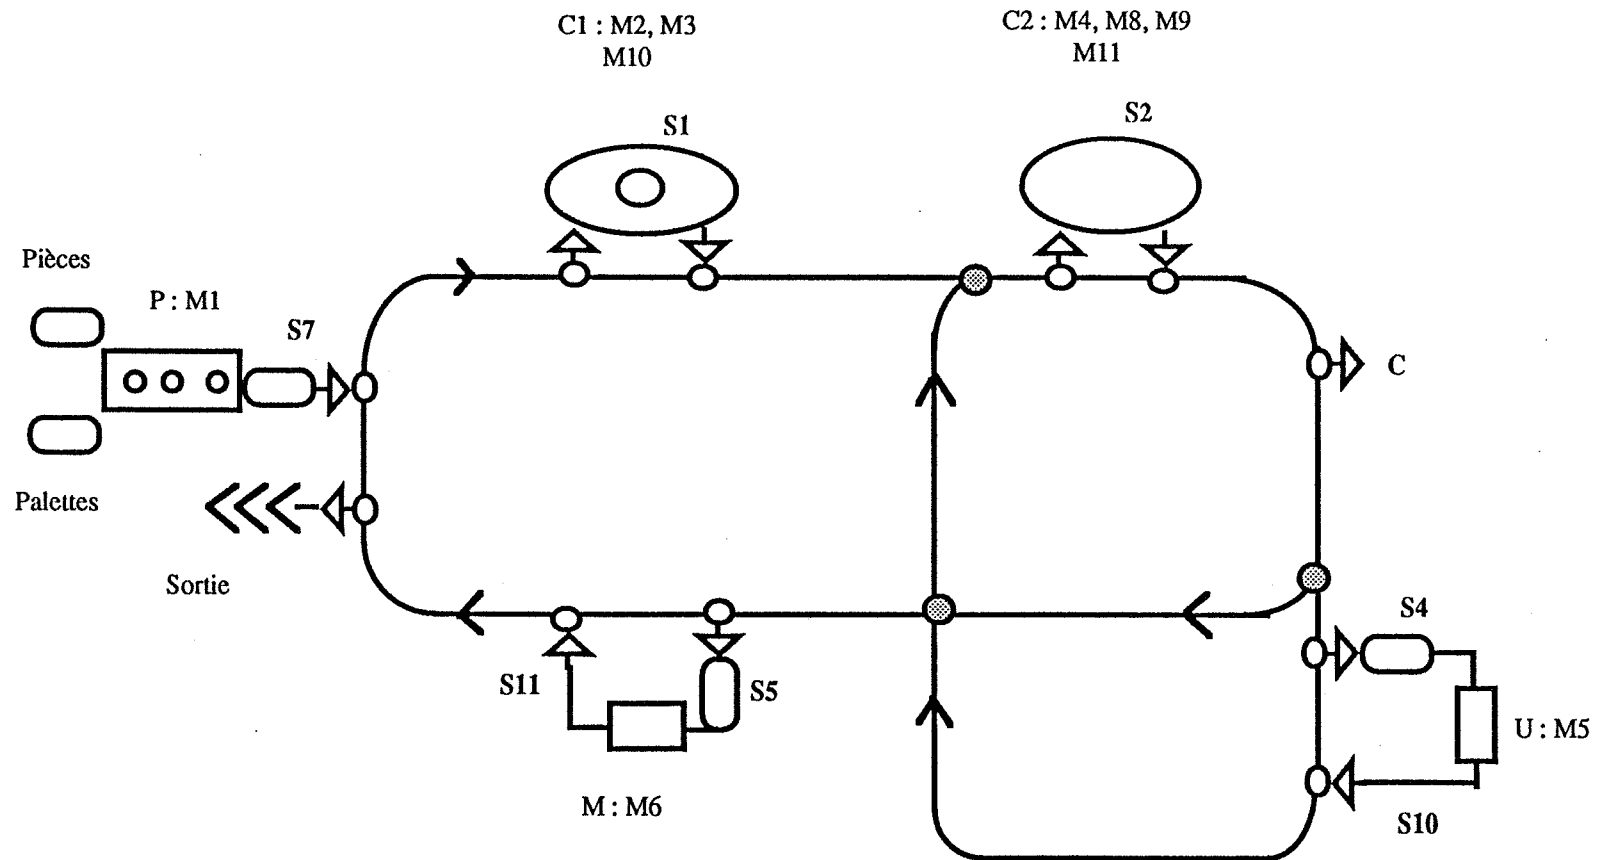 C1 : M2, M3
M10
C2 : M4, M8, M9
M11
S1
S2
Pièces
P : M1
S7
C
Palettes
Sortie
S4
S11
S5
U : M5
M : M6
S10